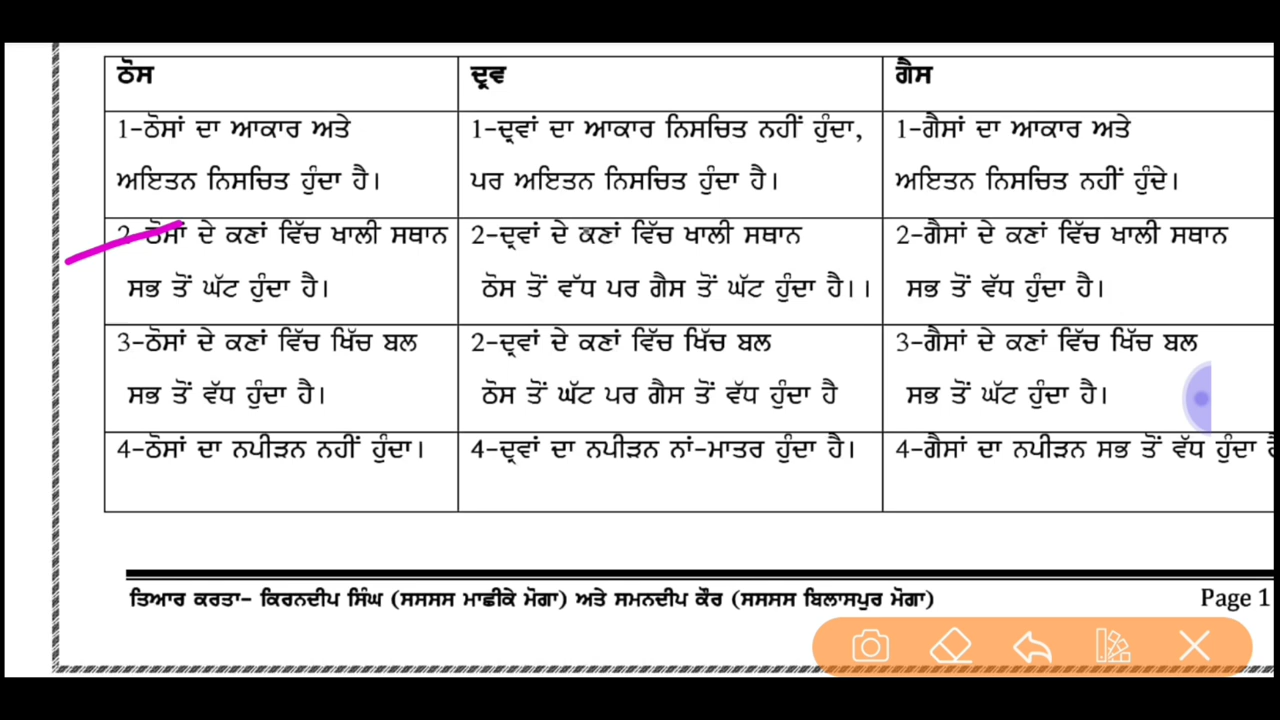 ਠੋਸ
ਦ੍ਰਵ
ਗੈਸ
1-ਠੋਸਾਂ ਦਾ ਆਕਾਰ ਅਤੇ
ਅਇਤਨ ਨਿਸਚਿਤ ਹੁੰਦਾ ਹੈ।
1-ਦ੍ਰਵਾਂ ਦਾ ਆਕਾਰ ਨਿਸਚਿਤ ਨਹੀਂ ਹੁੰਦਾ,
ਪਰ ਅਇਤਨ ਨਿਸਚਿਤ ਹੁੰਦਾ ਹੈ।
1-ਗੈਸਾਂ ਦਾ ਆਕਾਰ ਅਤੇ
ਅਇਤਨ ਨਿਸਚਿਤ ਨਹੀਂ ਹੁੰਦੇ।
2-ਠੋਸਾਂ ਦੇ ਕਣਾਂ ਵਿੱਚ ਖਾਲੀ ਸਥਾਨ
ਸਭ ਤੋਂ ਘੱਟ ਹੁੰਦਾ ਹੈ।
2-ਦ੍ਰਵਾਂ ਦੇ ਕਣਾਂ ਵਿੱਚ ਖਾਲੀ ਸਥਾਨ
ਠੋਸ ਤੋਂ ਵੱਧ ਪਰ ਗੈਸ ਤੋਂ ਘੱਟ ਹੁੰਦਾ ਹੈ।।
2-ਗੈਸਾਂ ਦੇ ਕਣਾਂ ਵਿੱਚ ਖਾਲੀ ਸਥਾਨ
ਸਭ ਤੋਂ ਵੱਧ ਹੁੰਦਾ ਹੈ।
3-ਠੋਸਾਂ ਦੇ ਕਣਾਂ ਵਿੱਚ ਖਿੱਚ ਬਲ
ਸਭ ਤੋਂ ਵੱਧ ਹੁੰਦਾ ਹੈ।
2-ਦ੍ਰਵਾਂ ਦੇ ਕਣਾਂ ਵਿੱਚ ਖਿੱਚ ਬਲ
ਠੋਸ ਤੋਂ ਘੱਟ ਪਰ ਗੈਸ ਤੋਂ ਵੱਧ ਹੁੰਦਾ ਹੈ
3-ਗੈਸਾਂ ਦੇ ਕਣਾਂ ਵਿੱਚ ਖਿੱਚ ਬਲ
ਸਭ ਤੋਂ ਘੱਟ ਹੁੰਦਾ ਹੈ।
4-ਠੋਸਾਂ ਦਾ ਨਪੀੜਨ ਨਹੀਂ ਹੁੰਦਾ।
4-ਦ੍ਰਵਾਂ ਦਾ ਨਪੀੜਨ ਨਾਂ-ਮਾਤਰ ਹੁੰਦਾ ਹੈ।
4-ਗੈਸਾਂ ਦਾ ਨਪੀੜਨ ਸਭ ਤੋਂ ਵੱਧ ਹੁੰਦਾ
ਤਿਆਰ ਕਰਤਾ- ਕਿਰਨਦੀਪ ਸਿੰਘ (ਸਸਸਸ ਮਾਛੀਕੇ ਮੋਗਾ) ਅਤੇ ਸਮਨਦੀਪ ਕੌਰ (ਸਸਸਸ ਬਿਲਾਸਪੁਰ ਮੋਗਾ)
Page 1